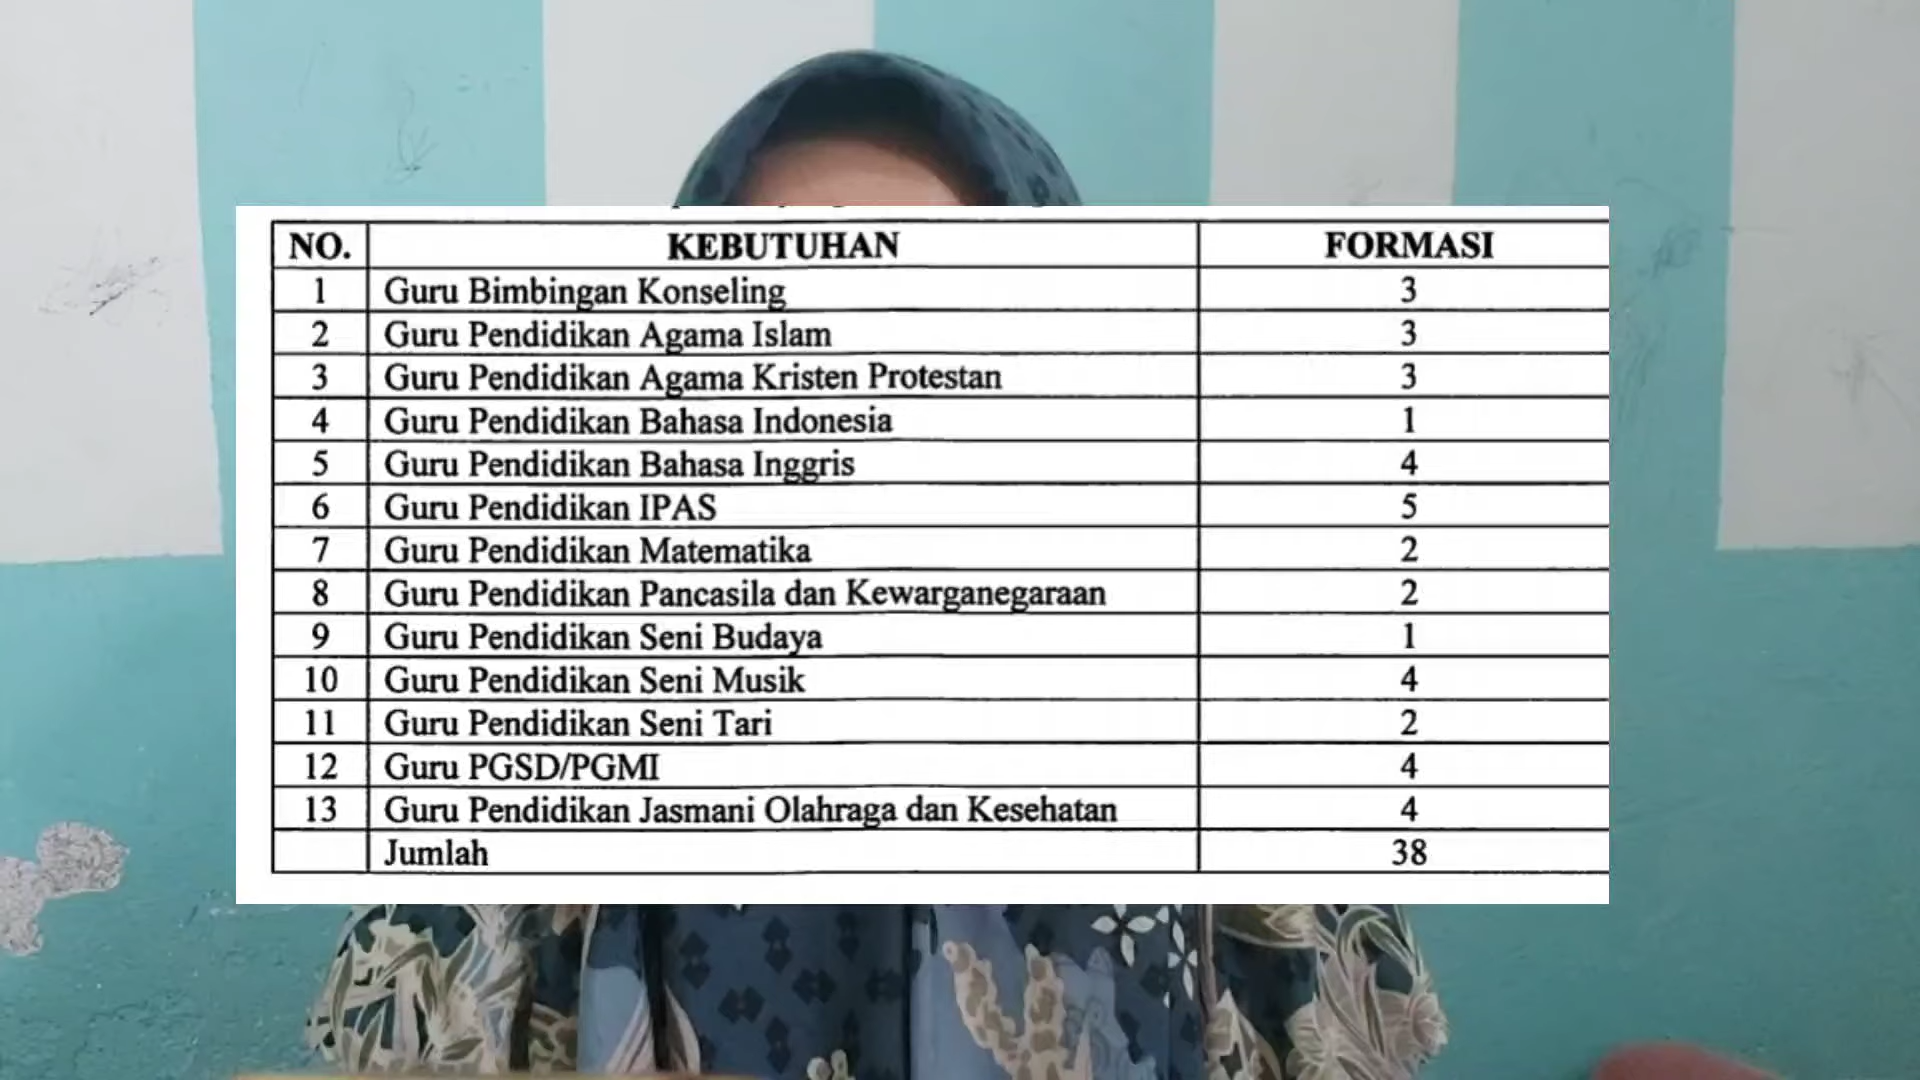 NO. KEBUTUHAN FORMASI
1 Guru Bimbingan Konseling 3
2 Guru Pendidikan Agama Islam 3
3 Guru Pendidikan Agama Kristen Protestan 3
4 Guru Pendidikan Bahasa Indonesia 1
5 Guru Pendidikan Bahasa Inggris 4
6 Guru Pendidikan IPAS 5
7 Guru Pendidikan Matematika 2
8 Guru Pendidikan Pancasila dan Kewarganegaraan 2
9 Guru Pendidikan Seni Budaya 1
10 Guru Pendidikan Seni Musik 4
11 Guru Pendidikan Seni Tari 2
12 Guru PGSD/PGMI 4
13 Guru Pendidikan Jasmani Olahraga dan Kesehatan 4
Jumlah 38